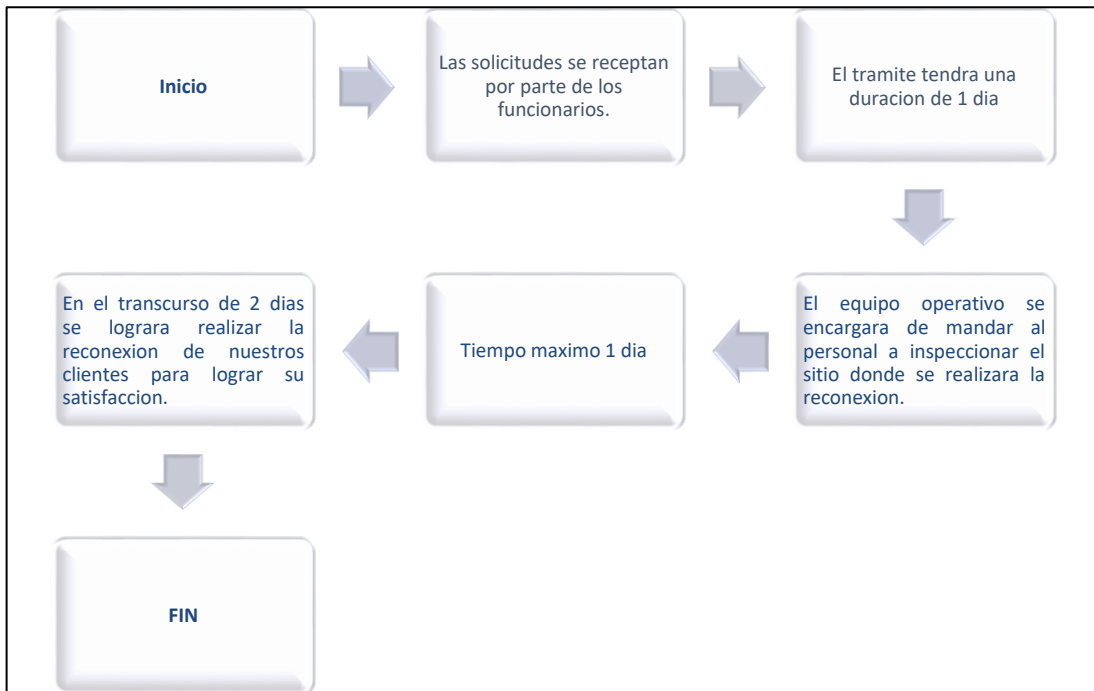 Inicio
Las solicitudes se receptan
por parte de los
funcionarios.
El tramite tendra una
duracion de 1 dia
El equipo operativo se
encargara de mandar al
personal a inspeccionar el
sitio donde se realizara la
reconexion.
Tiempo maximo 1 dia
En el transcurso de 2 dias
se lograra realizar la
reconexion de nuestros
clientes para lograr su
satisfaccion.
FIN